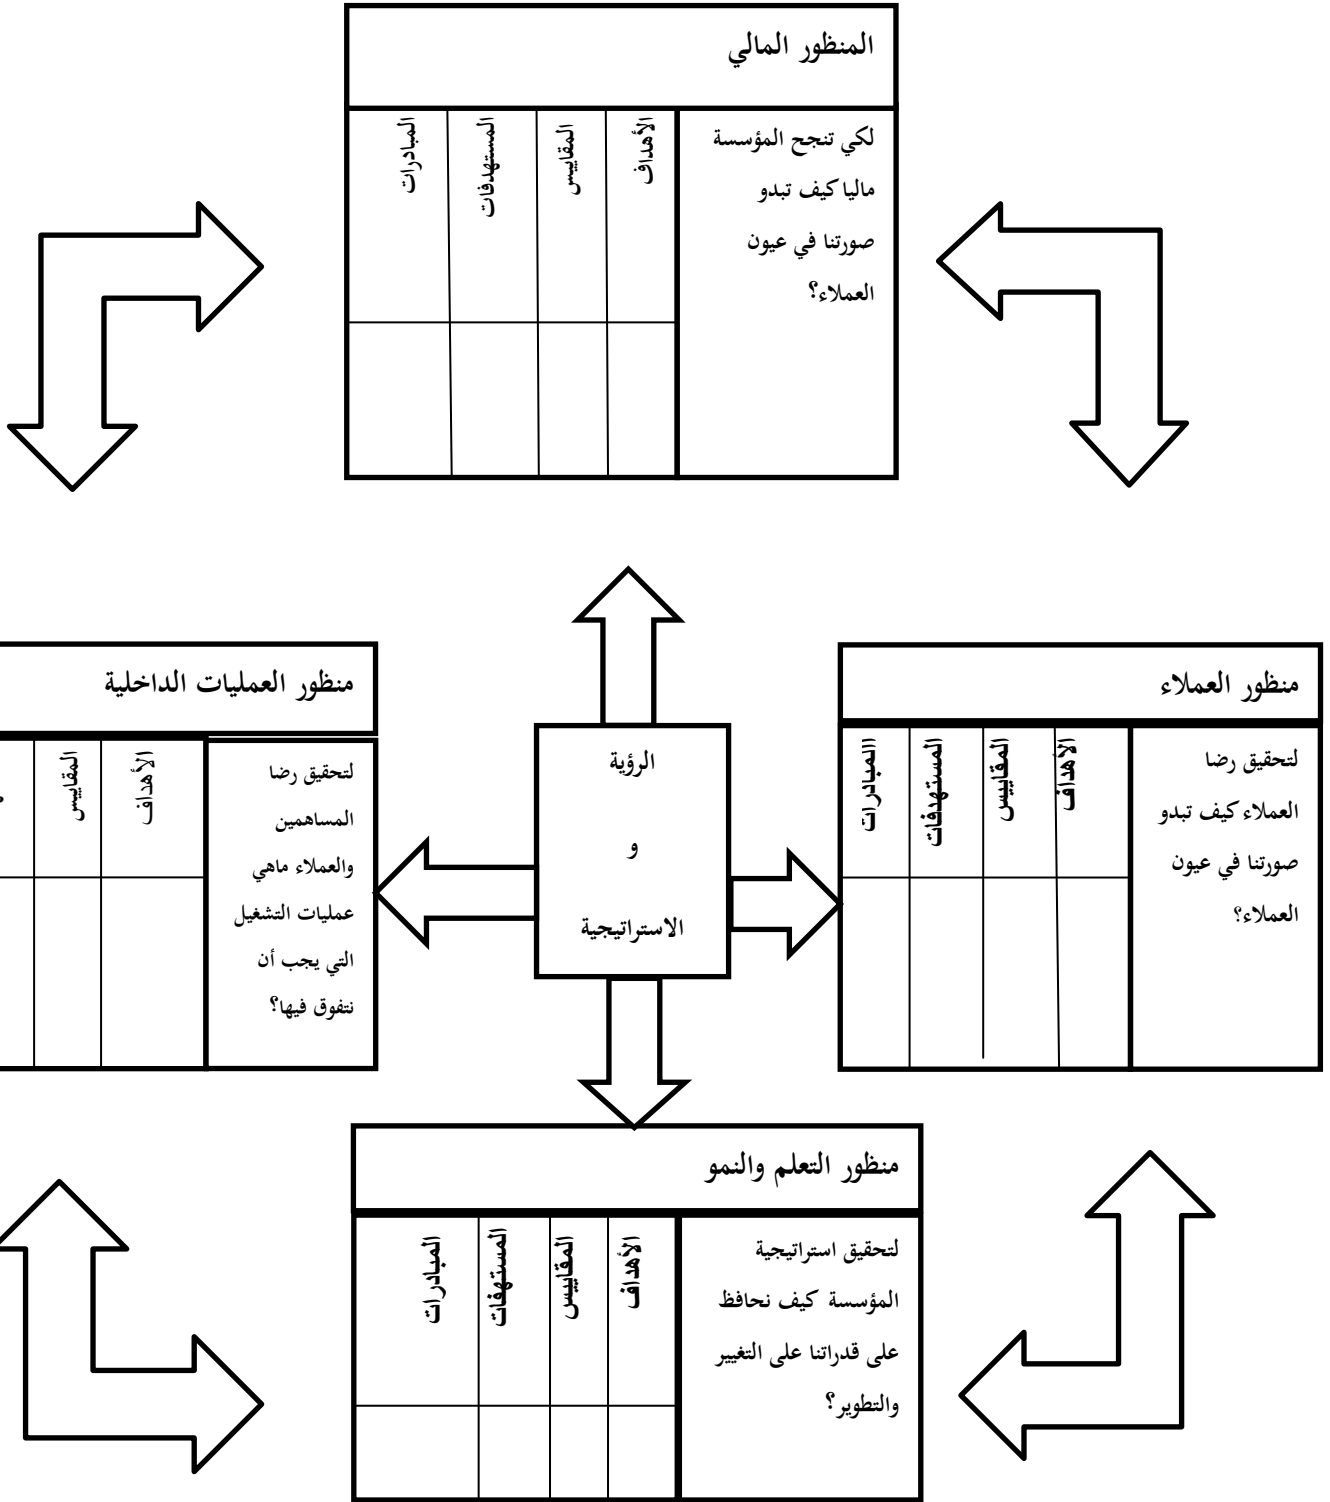 المنظور المالي
لكي تنجح المؤسسة
ماليا كيف تبدو
صورتنا في عيون
العملاء؟
الأهداف
المقاييس
المستهدفات
المبادرات
منظور العملاء
لتحقيق رضا
العملاء كيف تبدو
صورتنا في عيون
العملاء؟
الأهداف
المقاييس
المستهدفات
االمبادرات
الرؤية
و
الاستراتيجية
منظور العمليات الداخلية
لتحقيق رضا
المساهمين
والعملاء ماهي
عمليات التشغيل
التي يجب أن
نتفوق فيها؟
الأهداف
المقاييس
منظور التعلم والنمو
لتحقيق استراتيجية
المؤسسة كيف نحافظ
على قدراتنا على التغيير
والتطوير؟
الأهداف
المقاييس
المستهفات
المبادرات